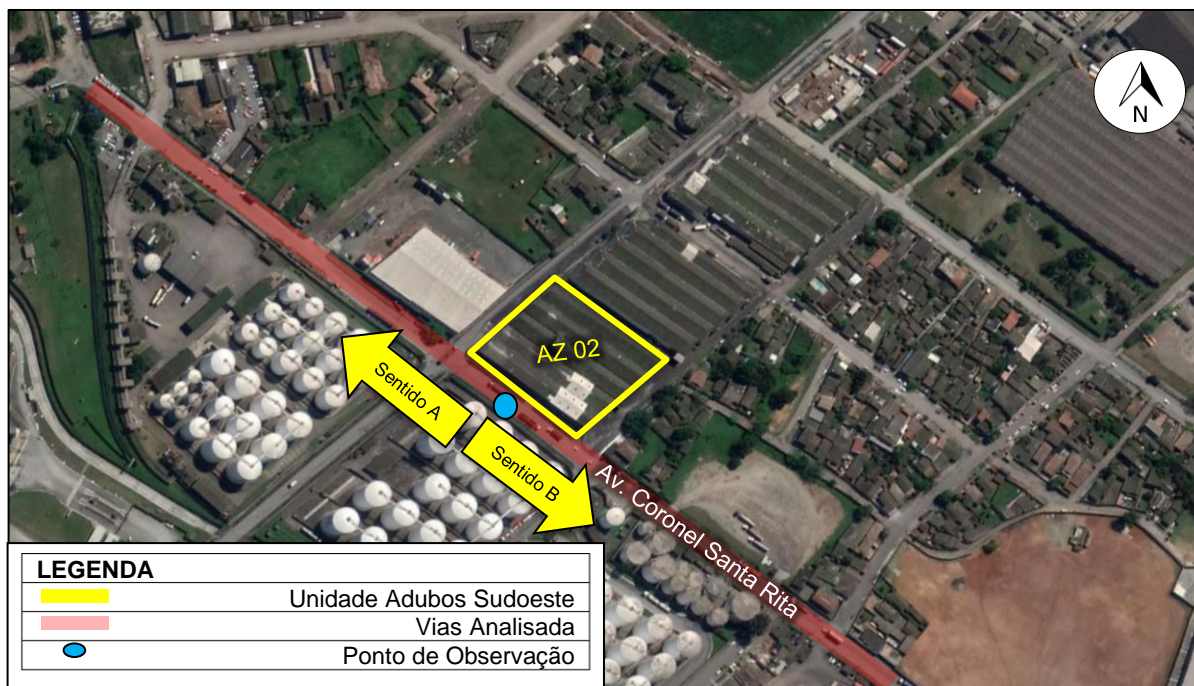 N
AZ 02
Sentido A
Sentido B
Av. Coronel Santa Rita
LEGENDA
Unidade Adubos Sudoeste
Vias Analisada
Ponto de Observação